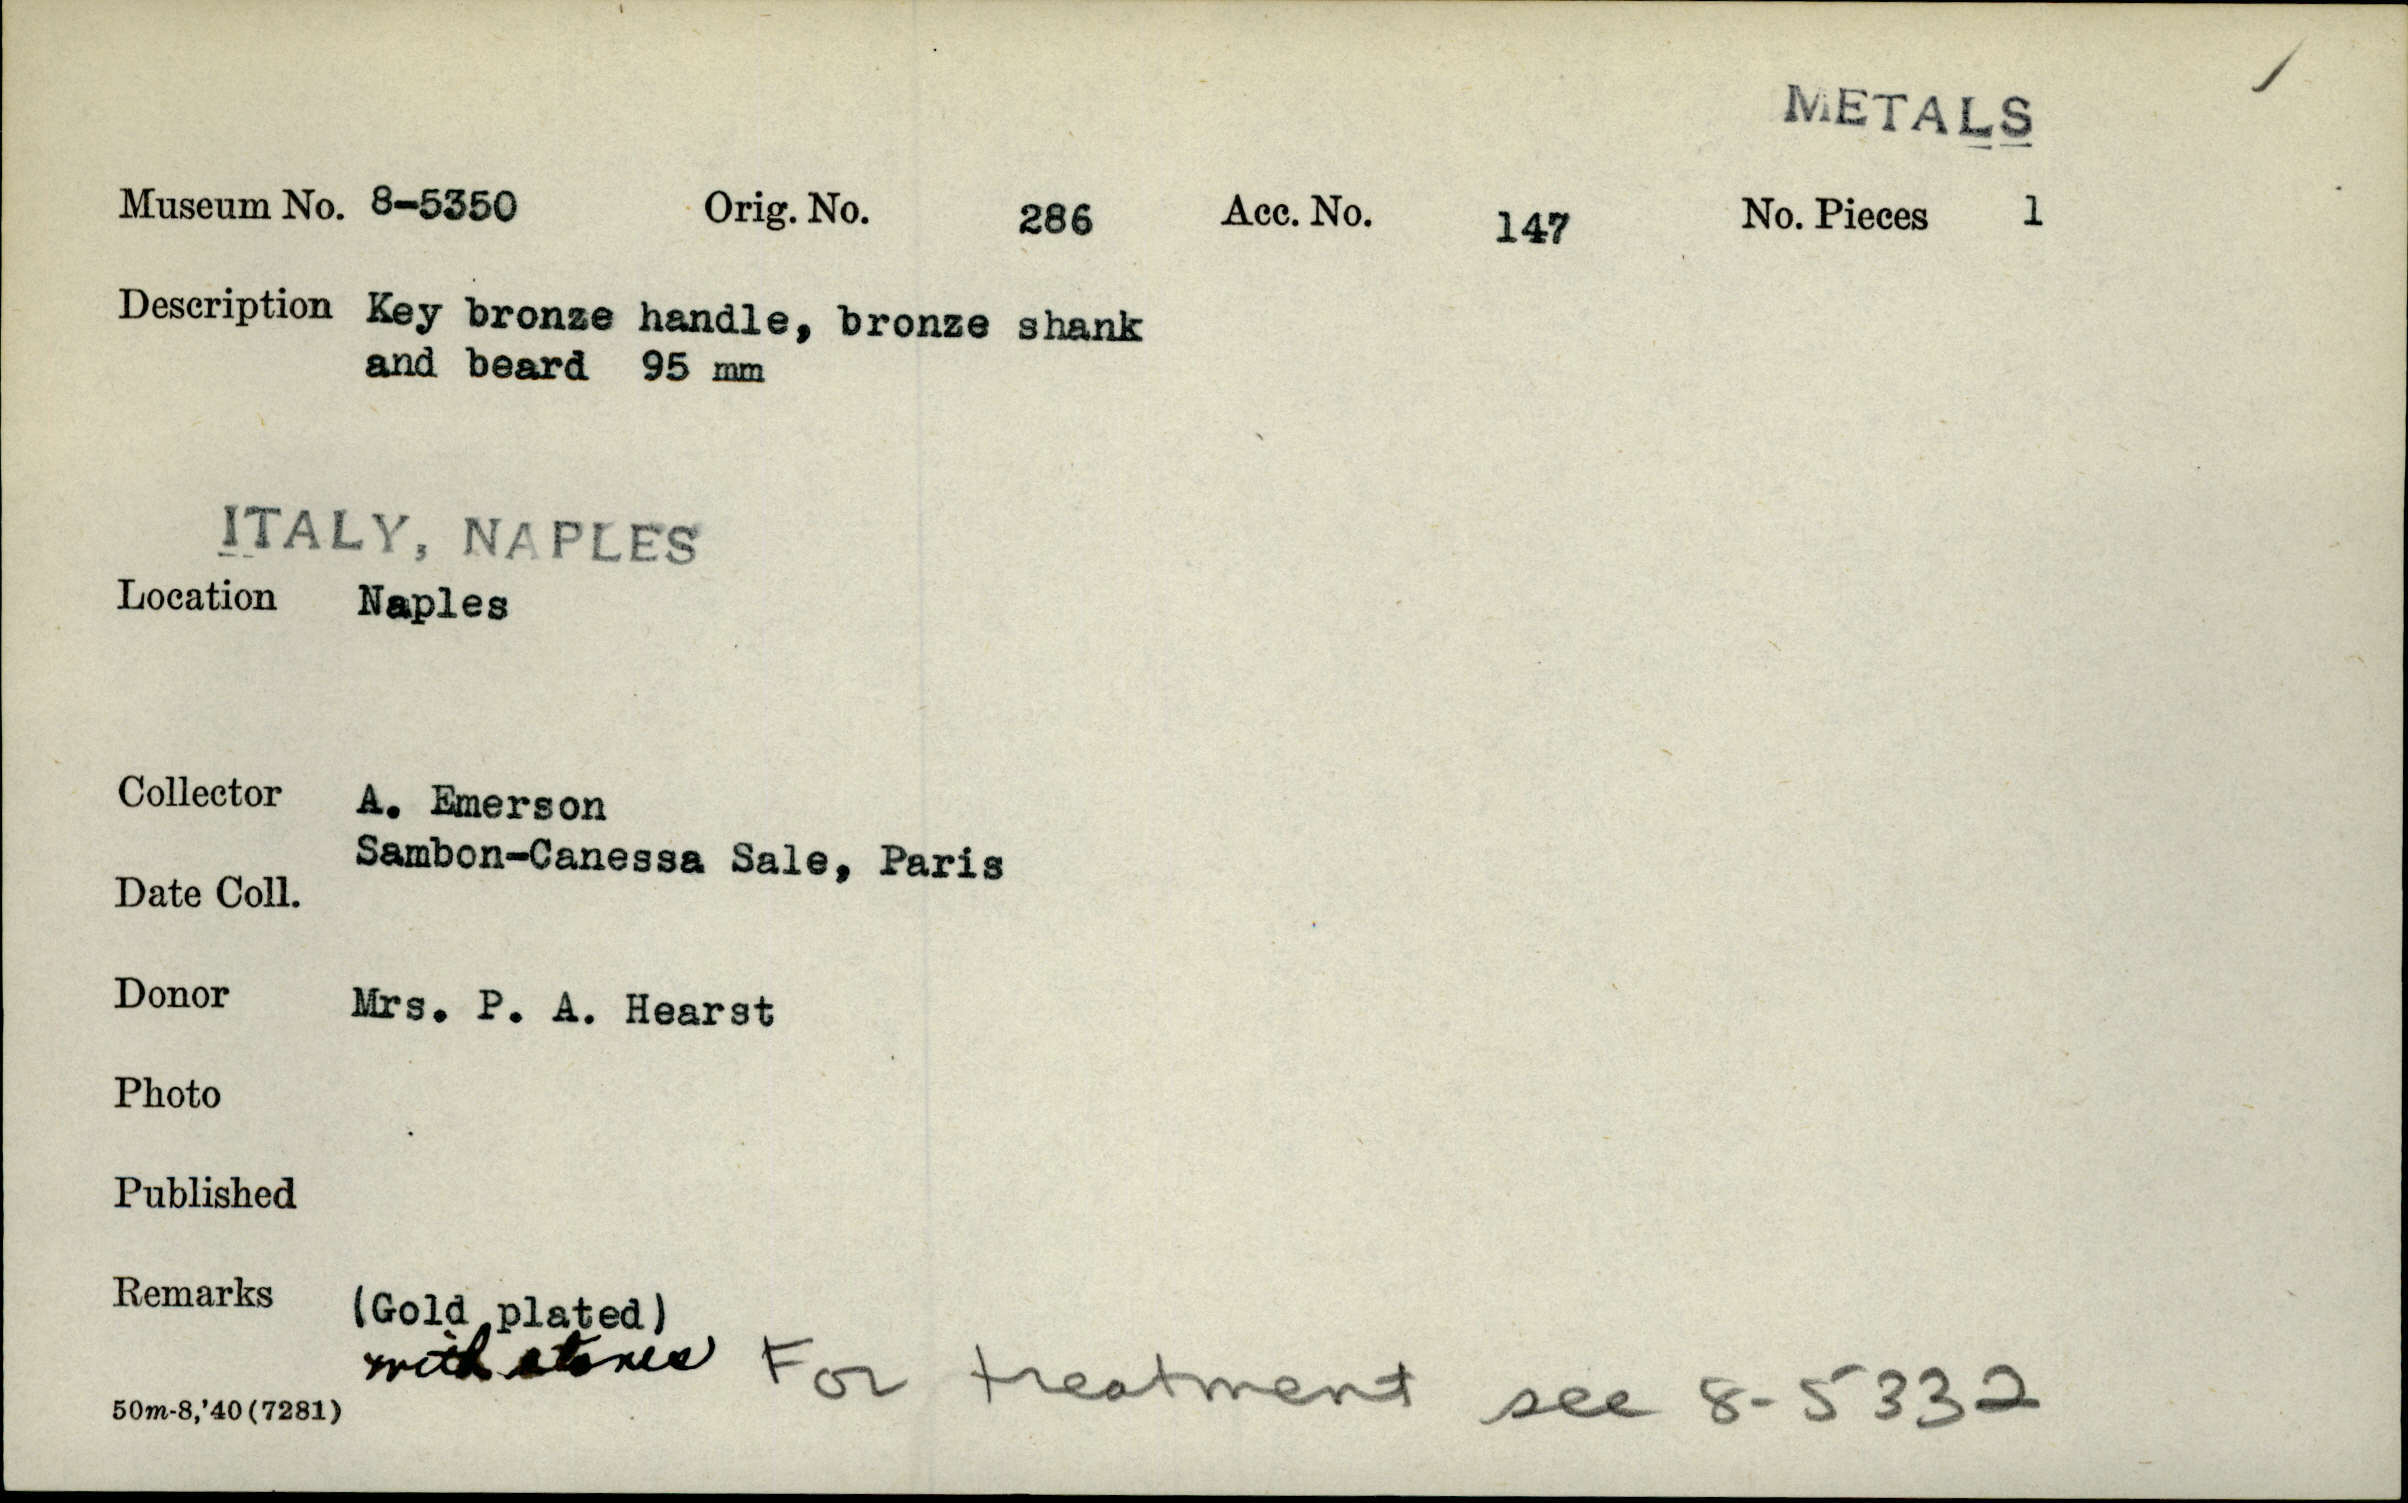 METALS
Museum No. 8-5350 Orig. No. 286 Acc. No. 147 No. Pieces 1
Description Key bronze handle, bronze shank
and beard 95 mm
ITALY, NAPLES
Location Naples
Collector A. Emerson
Sambon-Canessa Sale, Paris
Date Coll.
Donor Mrs. P. A. Hearst
Photo
Published
Remarks (Gold plated)
with stones For treatment see 8-5332
50m-8,'40(7281)